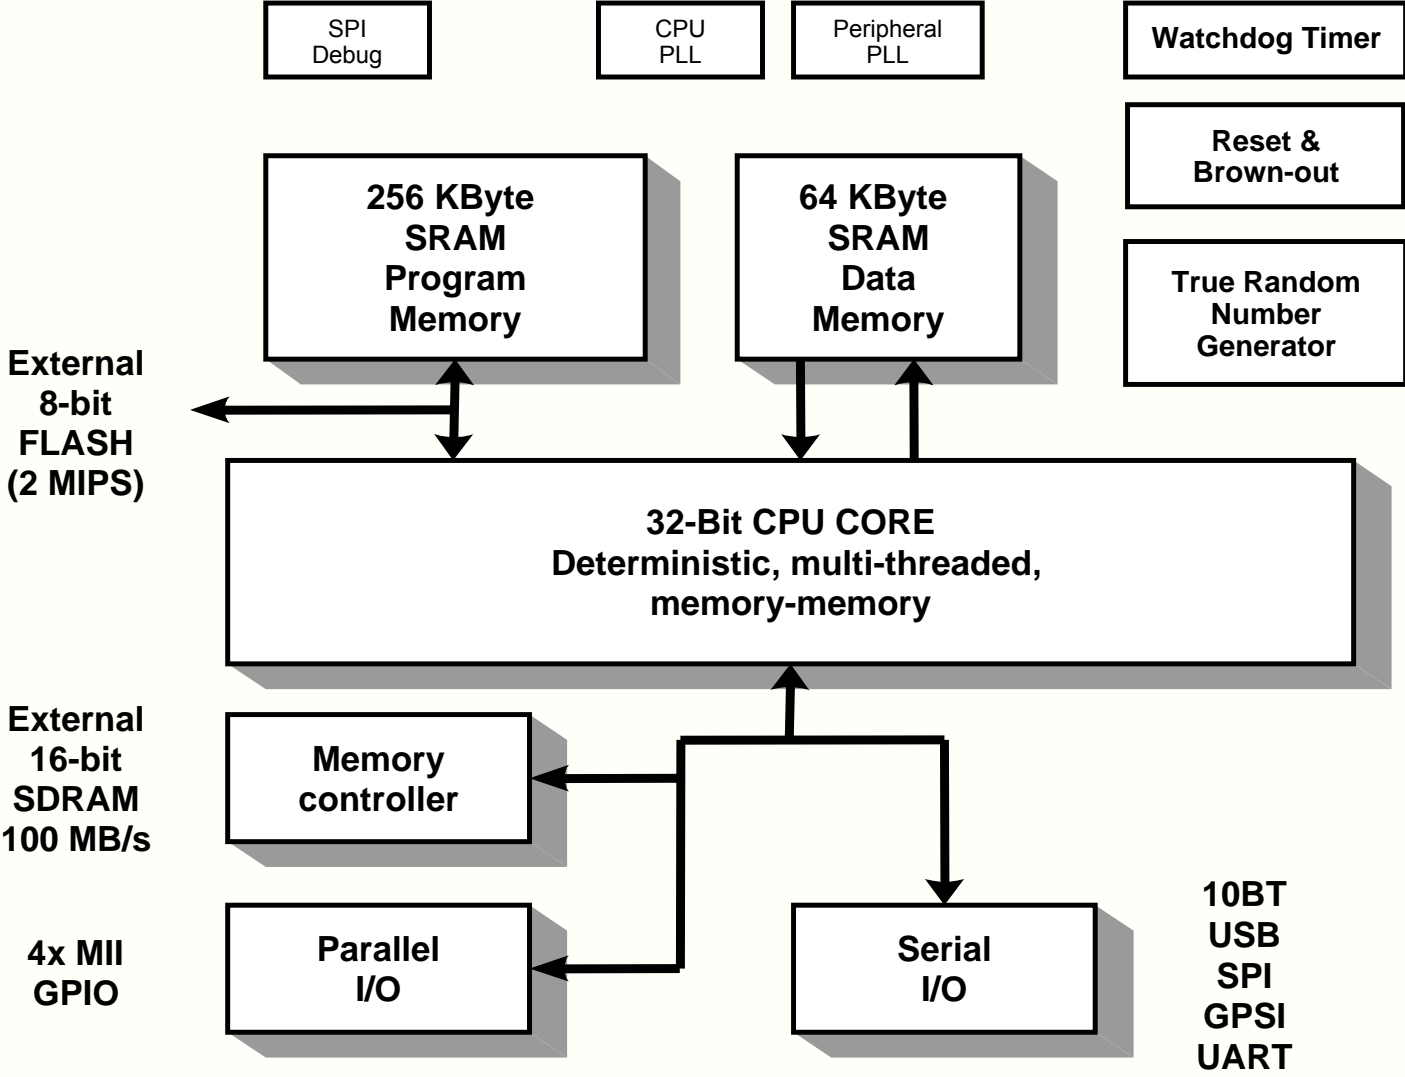 SPI
Debug
CPU
PLL
Peripheral
PLL
Watchdog Timer
Reset &
Brown-out
256 KByte
SRAM
Program
Memory
64 KByte
SRAM
Data
Memory
True Random
Number
Generator
External
8-bit
FLASH
(2 MIPS)
32-Bit CPU CORE
Deterministic, multi-threaded,
memory-memory
External
16-bit
SDRAM
100 MB/s
Memory
controller
4x MII
GPIO
Parallel
I/O
Serial
I/O
10BT
USB
SPI
GPSI
UART